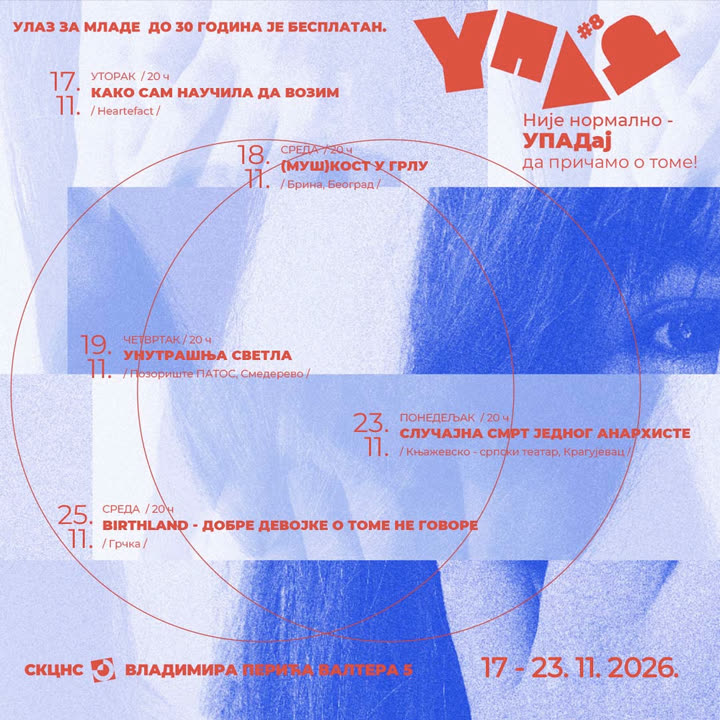 УЛАЗ ЗА МЛАДЕ ДО 30 ГОДИНА ЈЕ БЕСПЛАТАН.
УПАД
#8
Није нормално -
УПАДај
да причамо о томе!
17.
11.
УТОРАК / 20 ч
КАКО САМ НАУЧИЛА ДА ВОЗИМ
/ Heartefact /
18.
11.
СРЕДА / 20 ч
(МУШ)КОСТ У ГРЛУ
/ Брина, Београд /
19.
11.
ЧЕТВРТАК / 20 ч
УНУТРАШЊА СВЕТЛА
/ Позориште ПАТОС, Смедерево /
23.
11.
ПОНЕДЕЉАК / 20 ч
СЛУЧАЈНА СМРТ ЈЕДНОГ АНАРХИСТЕ
/ Књажевско - српски театар, Крагујевац /
25.
11.
СРЕДА / 20 ч
BIRTHLAND - ДОБРЕ ДЕВОЈКЕ О ТОМЕ НЕ ГОВОРЕ
/ Грчка /
СКЦНС ВЛАДИМИРА ПЕРИЋА ВАЛТЕРА 5
17 - 23. 11. 2026.